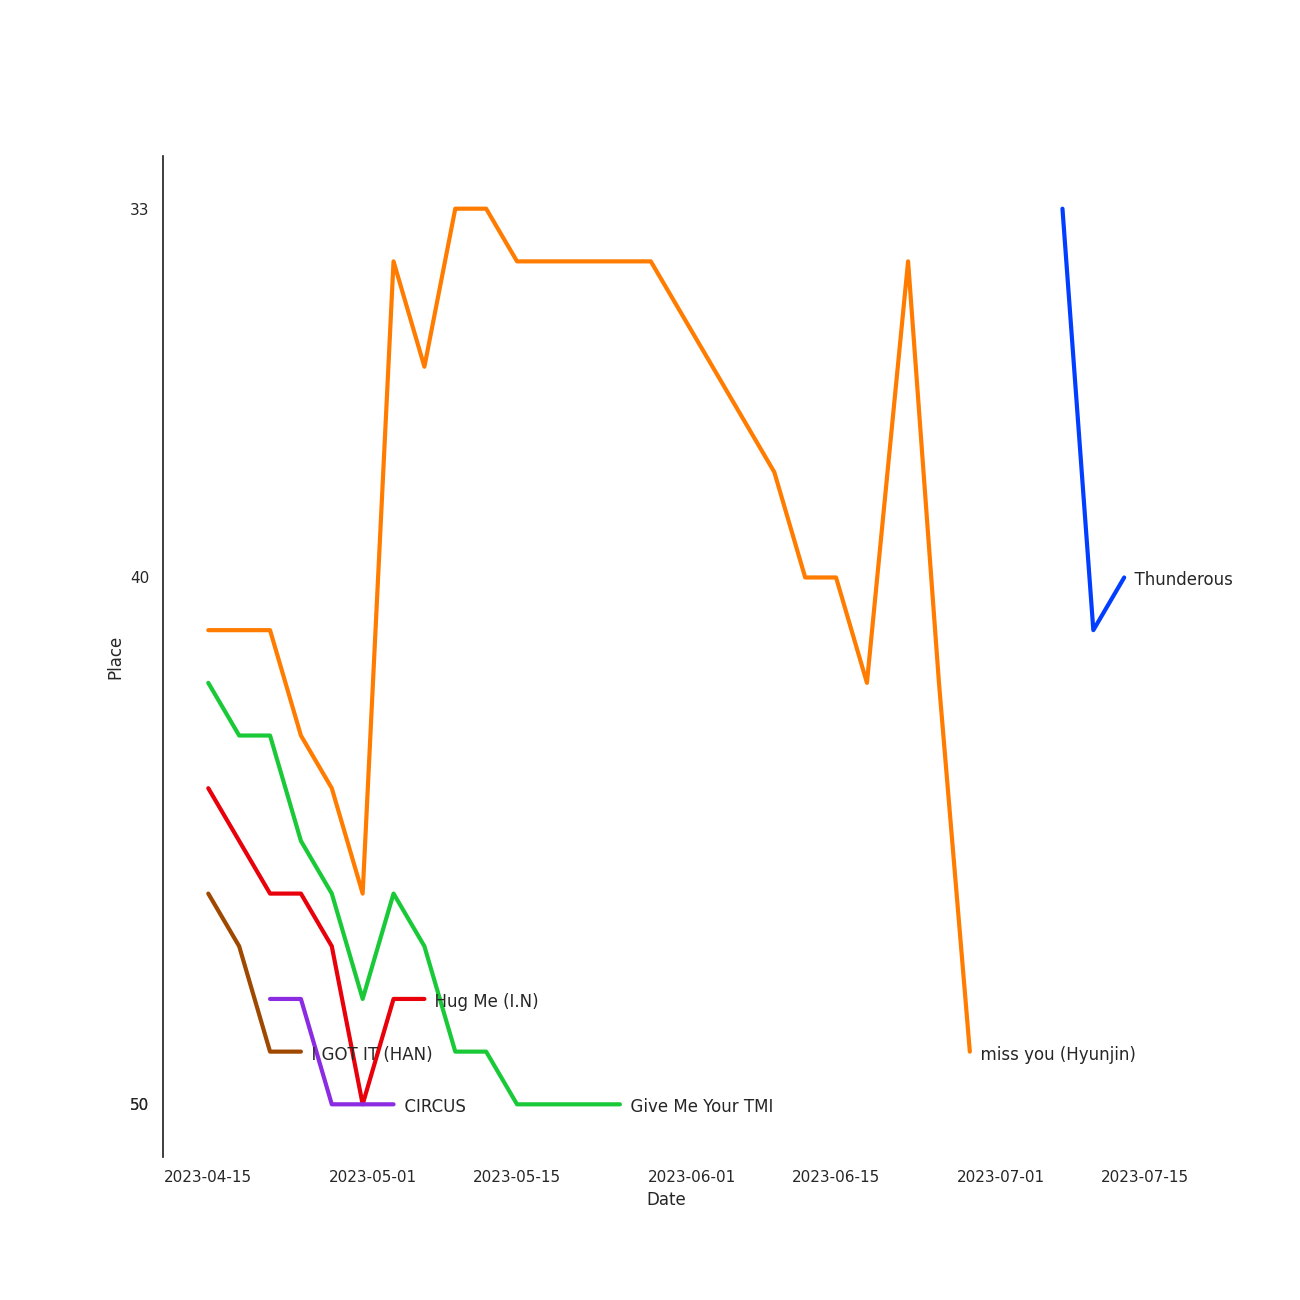 33
40
Thunderous
Place
Hug Me (I.N)
I GOT IT (HAN)
miss you (Hyunjin)
50
CIRCUS
Give Me Your TMI
2023-04-15
2023-05-01
2023-05-15
2023-06-01
2023-06-15
2023-07-01
2023-07-15
Date